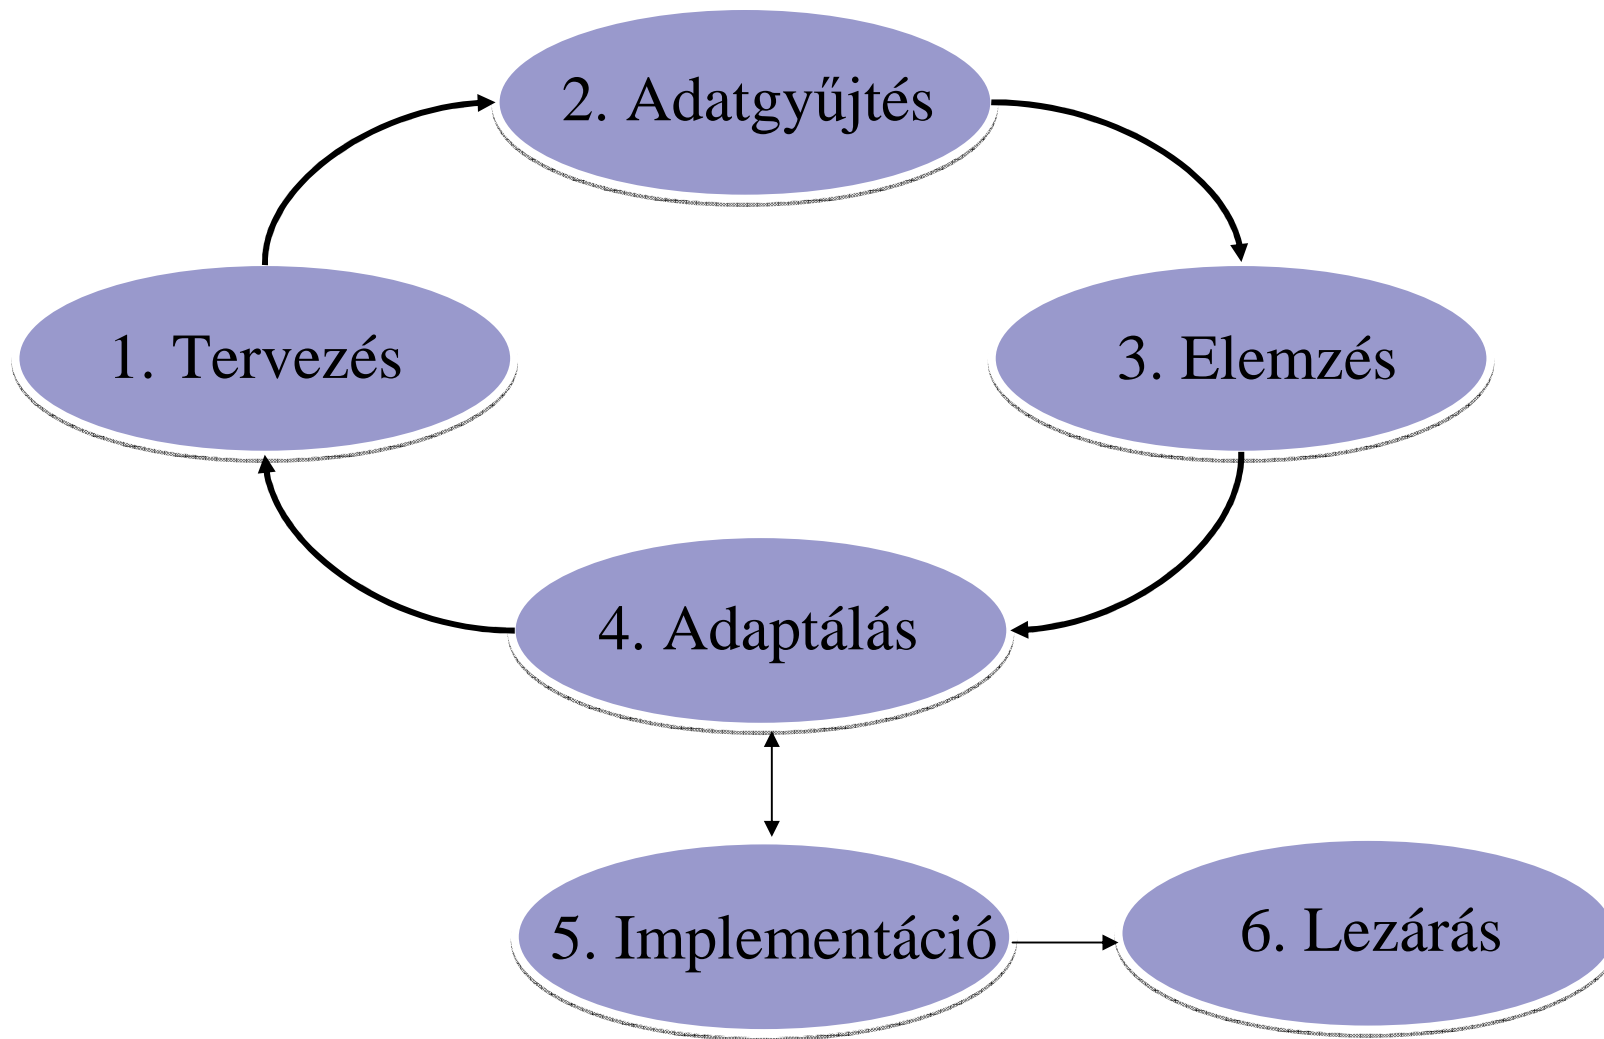 2. Adatgyűjtés
1. Tervezés
3. Elemzés
4. Adaptálás
5. Implementáció
6. Lezárás